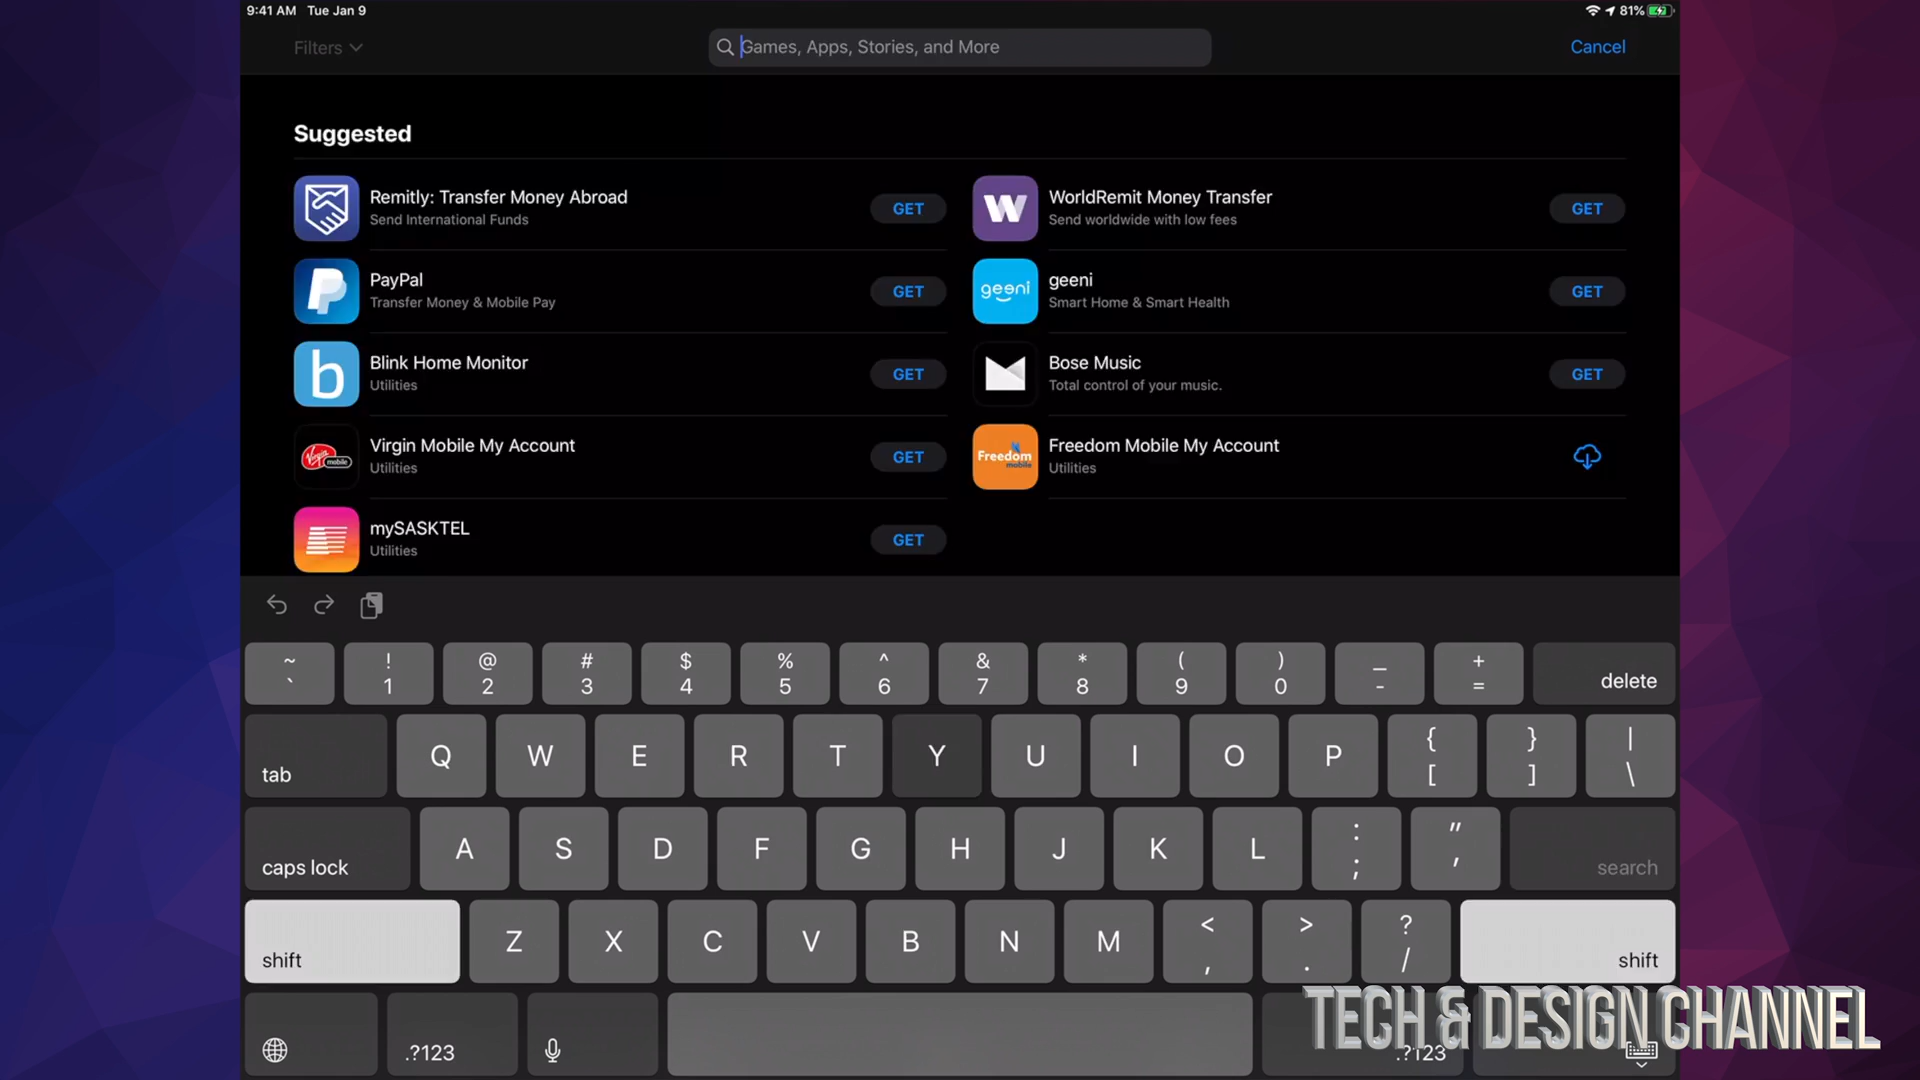 9:41 AM Tue Jan 9
81%
Filters
Games, Apps, Stories, and More
Cancel
Suggested
Remitly: Transfer Money Abroad
Send International Funds
GET
W
WorldRemit Money Transfer
Send worldwide with low fees
GET
P
PayPal
Transfer Money & Mobile Pay
GET
geeni
geeni
Smart Home & Smart Health
GET
b
Blink Home Monitor
Utilities
GET
Bose Music
Total control of your music.
GET
Virgin mobile
Virgin Mobile My Account
Utilities
GET
Freedom mobile
Freedom Mobile My Account
Utilities
mySASKTEL
Utilities
GET
~ ! @ # $ % ^ & * ( ) _ +
` 1 2 3 4 5 6 7 8 9 0 - = delete
tab Q W E R T Y U I O P { [ } ] | \
caps lock A S D F G H J K L : ; " ' search
shift Z X C V B N M < , > . ? / shift
.?123 .?123
TECH & DESIGN CHANNEL